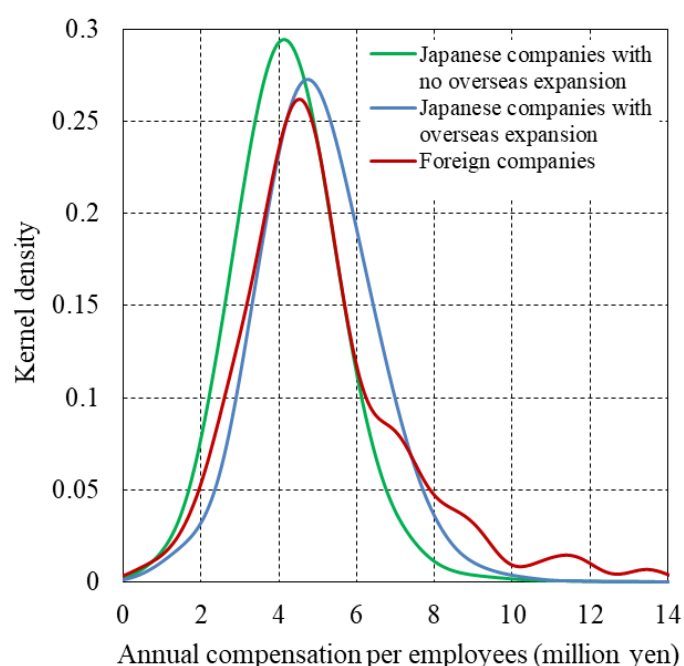 0.3
0.25
0.2
0.15
0.1
0.05
0
Kernel density
Japanese companies with
no overseas expansion
Japanese companies with
overseas expansion
Foreign companies
0 2 4 6 8 10 12 14
Annual compensation per employees (million yen)